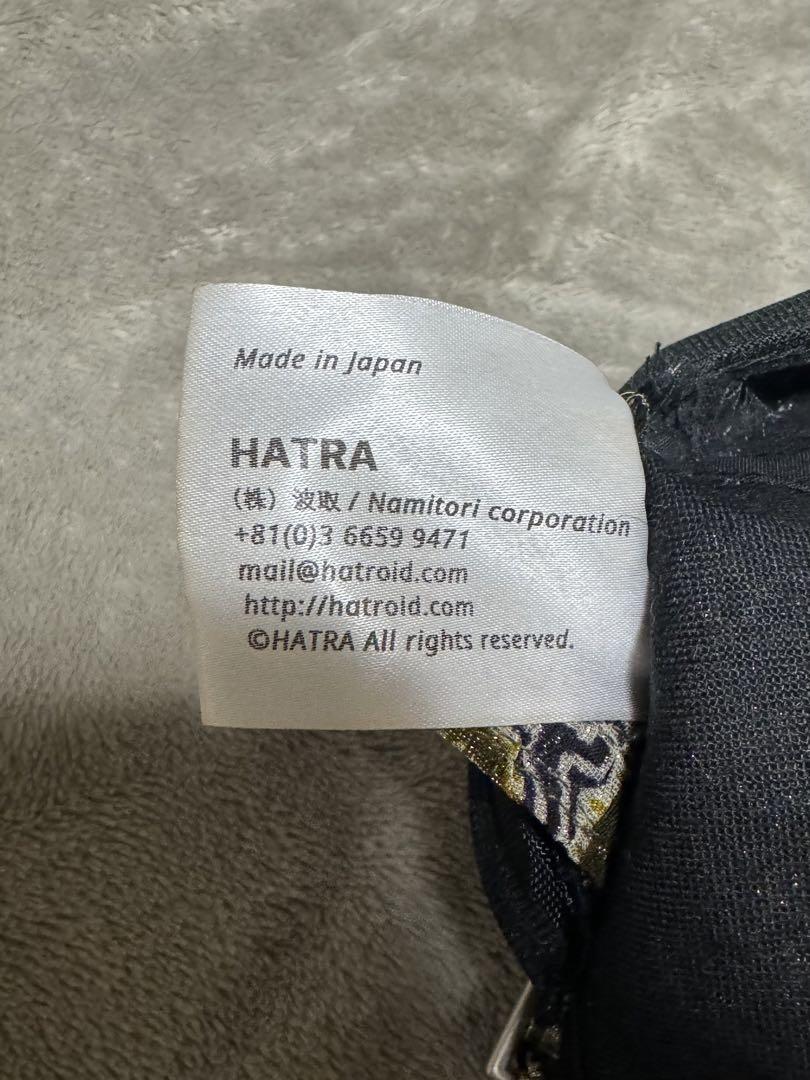 Made in Japan
HATRA
（株）波取 / Namitori corporation
+81(0)3 6659 9471
mail@hatroid.com
http://hatroid.com
©HATRA All rights reserved.